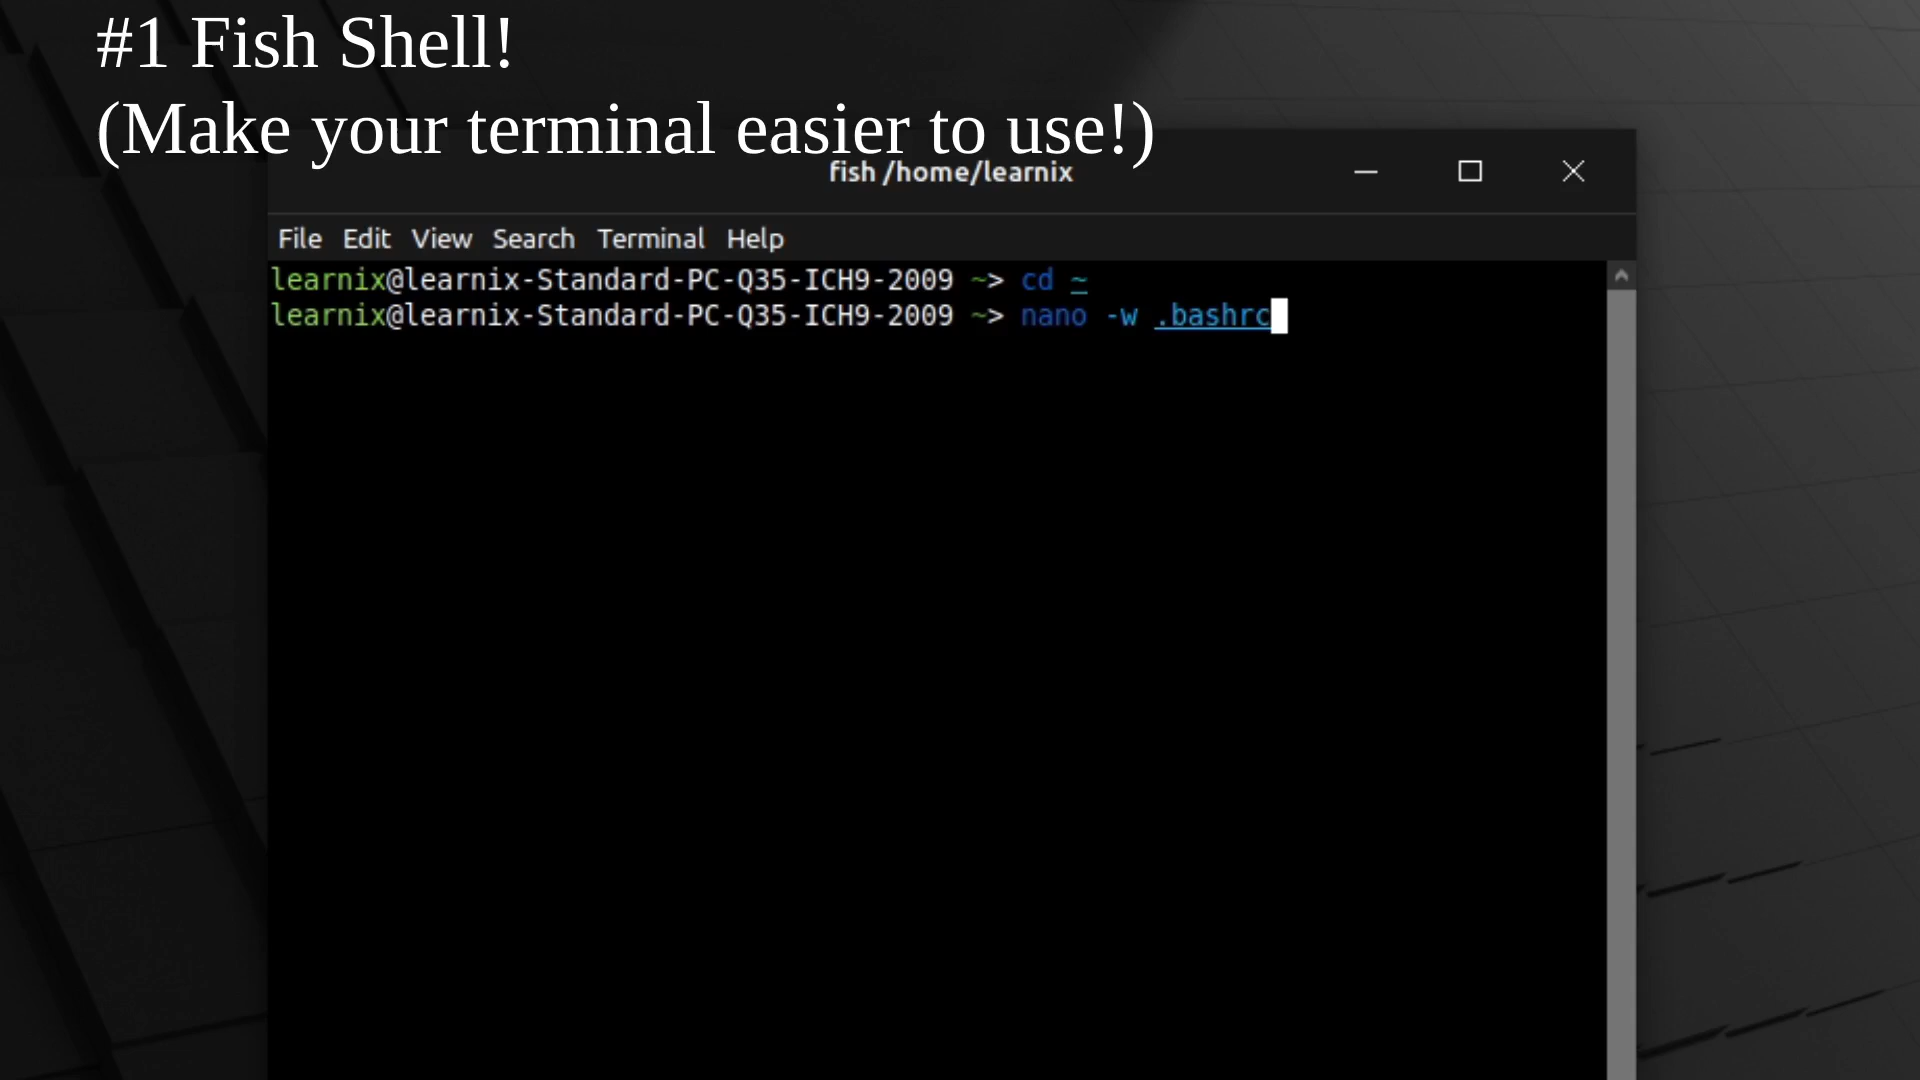 #1 Fish Shell!
(Make your terminal easier to use!)
fish /home/learnix
File Edit View Search Terminal Help
learnix@learnix-Standard-PC-Q35-ICH9-2009 ~> cd ~
learnix@learnix-Standard-PC-Q35-ICH9-2009 ~> nano -w .bashrc